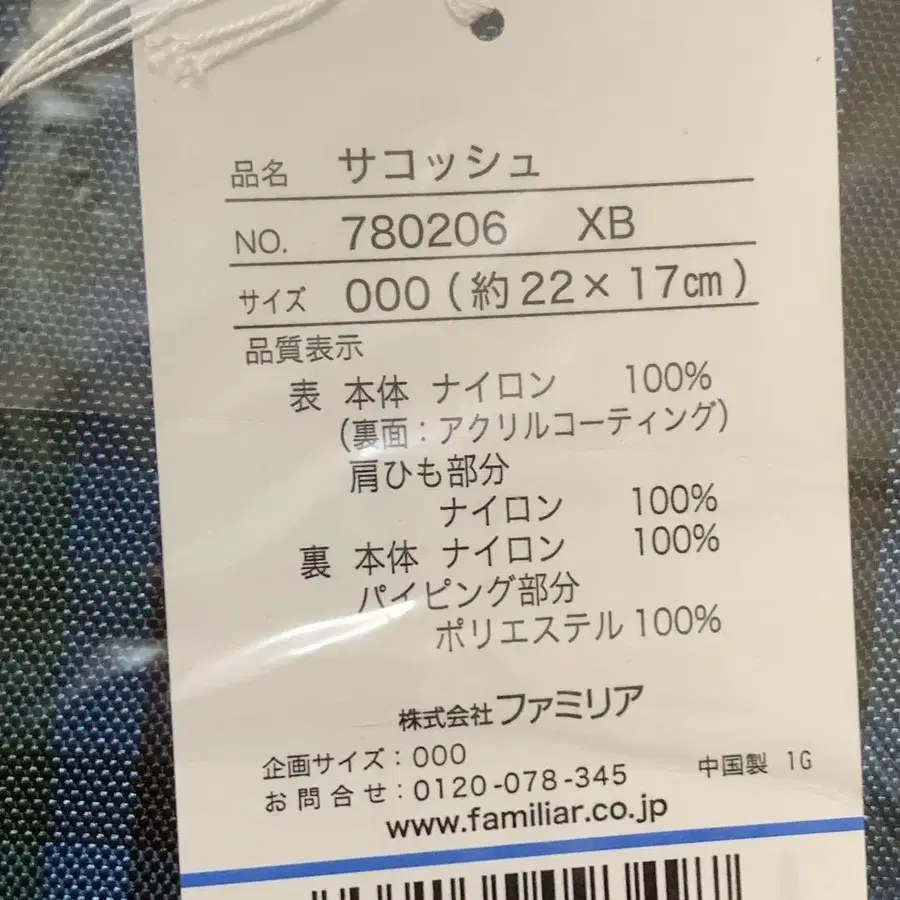 品名 サコッシュ
NO. 780206 XB
サイズ 000(約22×17cm)
品質表示
表 本体 ナイロン 100%
(裏面:アクリルコーティング)
肩ひも部分
ナイロン 100%
裏 本体 ナイロン 100%
パイピング部分
ポリエステル 100%
株式会社ファミリア
企画サイズ:000
中国製 1G
お問合せ:0120-078-345
www.familiar.co.jp